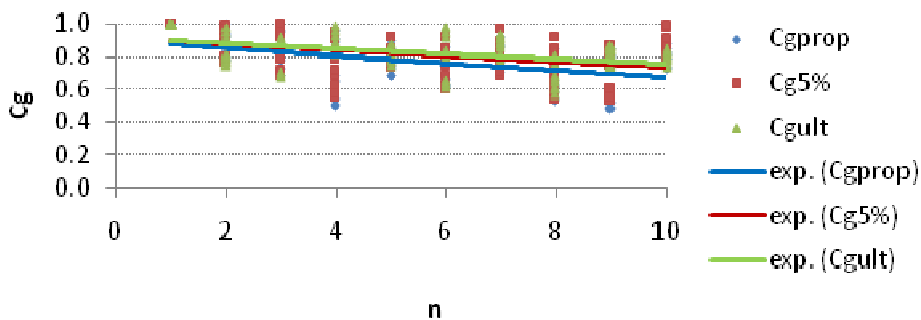 1.0
0.8
0.6
0.4
0.2
0.0
Cg
0 2 4 6 8 10
n
Cgprop
Cg5%
Cgult
exp. (Cgprop)
exp. (Cg5%)
exp. (Cgult)